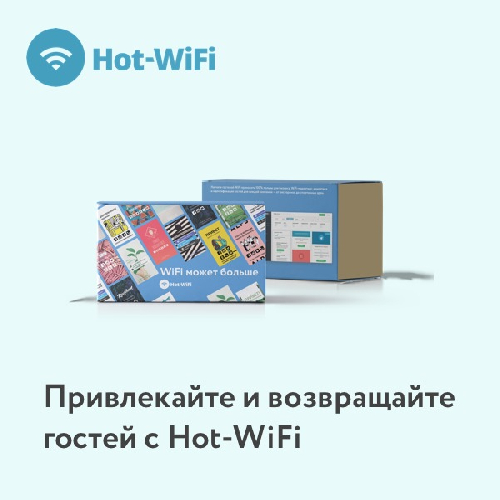 Hot-WiFi
WiFi может больше
Hot-WiFi
Привлекайте и возвращайте
гостей с Hot-WiFi